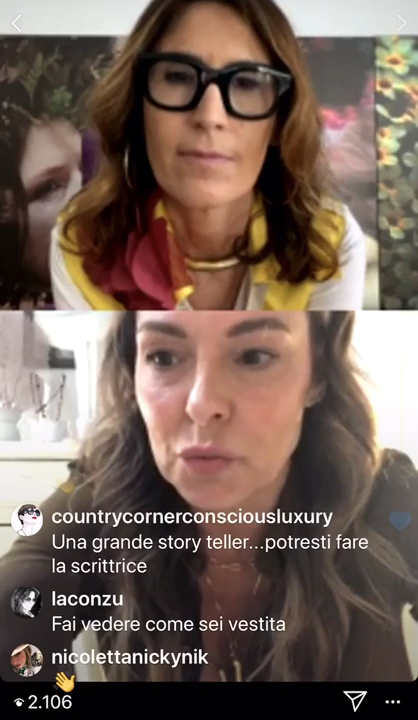 countrycornerconsciousluxury
Una grande story teller...potresti fare
la scrittrice
laconzu
Fai vedere come sei vestita
nicolettanickynik
👋
2.106